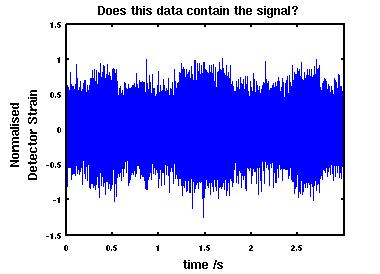 Does this data contain the signal?
1.5
1
0.5
0
-0.5
-1
-1.5
Normalised
Detector Strain
0 0.5 1 1.5 2 2.5
time /s